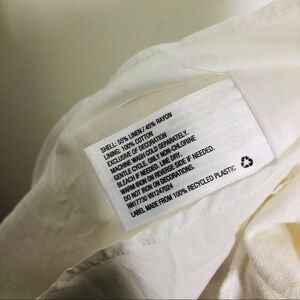 SHELL: 55% LINEN / 45% RAYON
LINING: 100% COTTON
EXCLUSIVE OF DECORATION
MACHINE WASH COLD SEPARATELY.
GENTLE CYCLE. ONLY NON-CHLORINE
BLEACH IF NEEDED. LINE DRY.
WARM IRON ON REVERSE SIDE IF NEEDED.
DO NOT IRON ON DECORATIONS.
RN17730 VN1247024
LABEL MADE FROM 100% RECYCLED PLASTIC